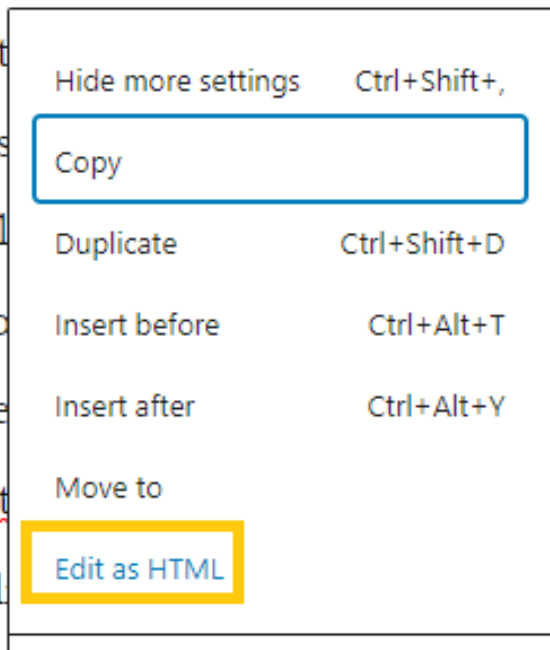 Hide more settings Ctrl+Shift+,
Copy
Duplicate Ctrl+Shift+D
Insert before Ctrl+Alt+T
Insert after Ctrl+Alt+Y
Move to
Edit as HTML